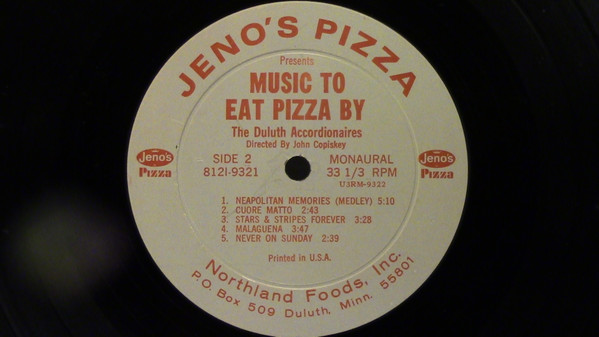 JENO'S PIZZA
Presents
MUSIC TO
EAT PIZZA BY
The Duluth Accordionaires
Directed By John Copiskey
SIDE 2 MONAURAL
812I-9321 33 1/3 RPM
U3RM-9322
Jeno's
Pizza
Jeno's
Pizza
1. NEAPOLITAN MEMORIES (MEDLEY) 5:10
2. CUORE MATTO 2:43
3. STARS & STRIPES FOREVER 3:28
4. MALAGUENA 3:47
5. NEVER ON SUNDAY 2:39
Printed in U.S.A.
Northland Foods, Inc.
P.O. Box 509 Duluth, Minn. 55801